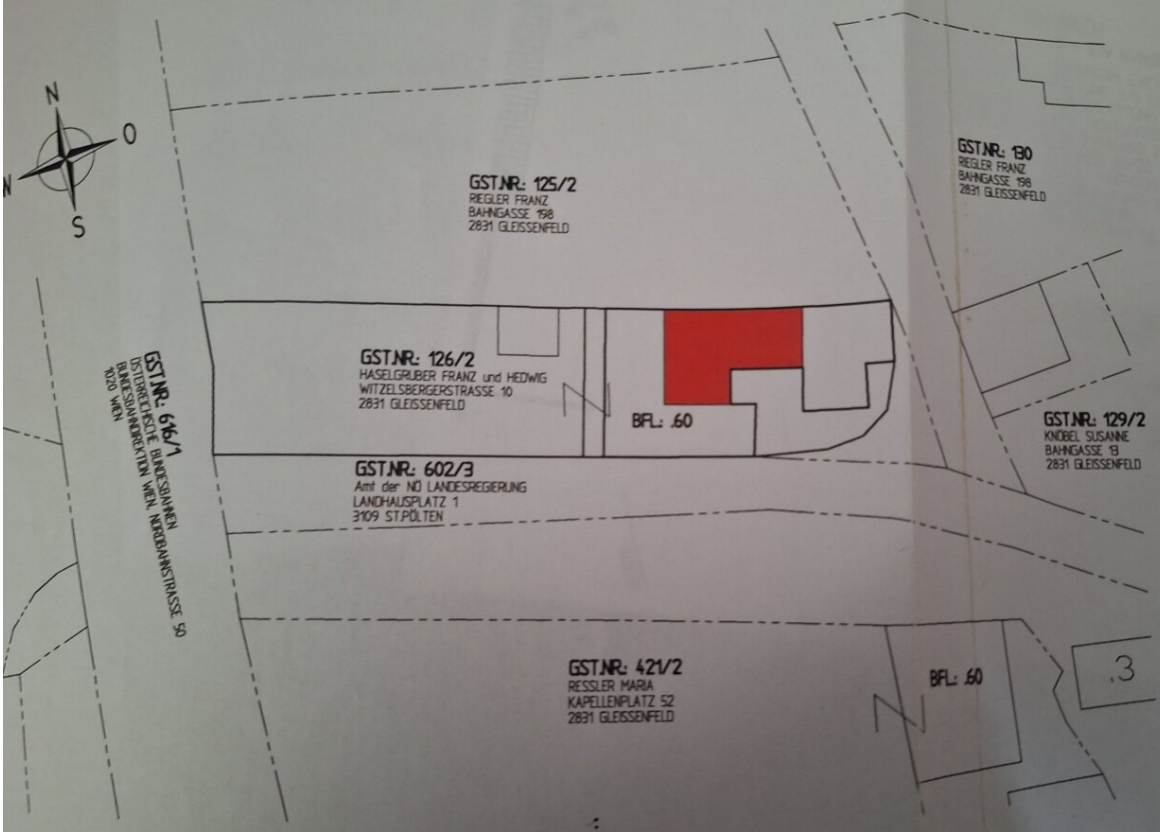 N
O
W
S
GST.NR.: 125/2
RIEGLER FRANZ
BAHNGASSE 198
2831 GLEISSENFELD
GST.NR.: 130
RIEGLER FRANZ
BAHNGASSE 198
2831 GLEISSENFELD
GST.NR.: 616/1
ÖSTERREICHISCHE BUNDESBAHNEN
BUNDESBAHNDIREKTION WIEN, NORDBAHNSTRASSE 50
1020 WIEN
GST.NR.: 126/2
HASELGRUBER FRANZ und HEDWIG
WITZELSBERGERSTRASSE 10
2831 GLEISSENFELD
BFL: .60
GST.NR.: 129/2
KNÖBEL SUSANNE
BAHNGASSE 13
2831 GLEISSENFELD
GST.NR.: 602/3
Amt der NÖ LANDESREGIERUNG
LANDHAUSPLATZ 1
3109 ST.PÖLTEN
GST.NR.: 421/2
RESSLER MARIA
KAPELLENPLATZ 52
2831 GLEISSENFELD
BFL: .60
.3